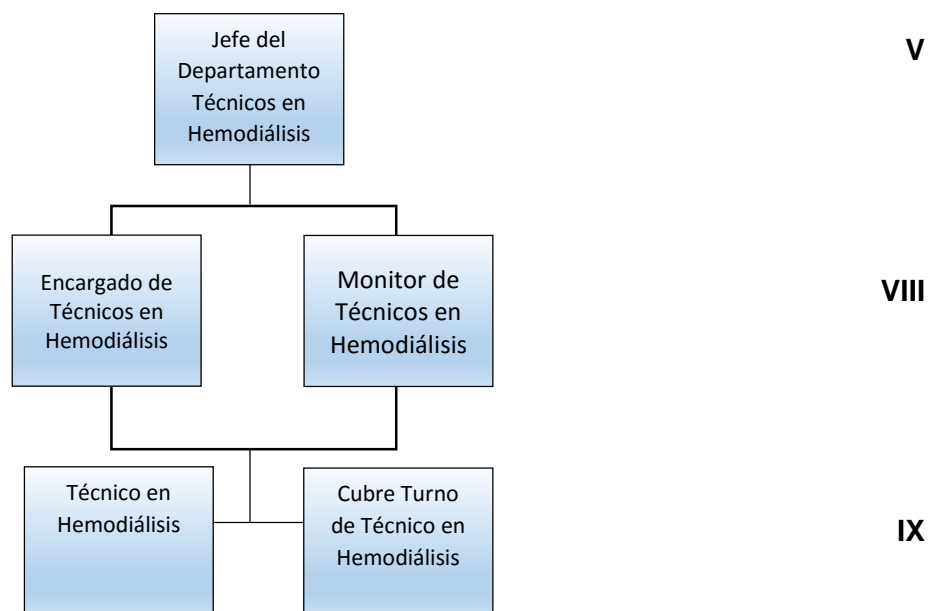 Jefe del
Departamento
Técnicos en
Hemodiálisis
V
Encargado de
Técnicos en
Hemodiálisis
Monitor de
Técnicos en
Hemodiálisis
VIII
Técnico en
Hemodiálisis
Cubre Turno
de Técnico en
Hemodiálisis
IX